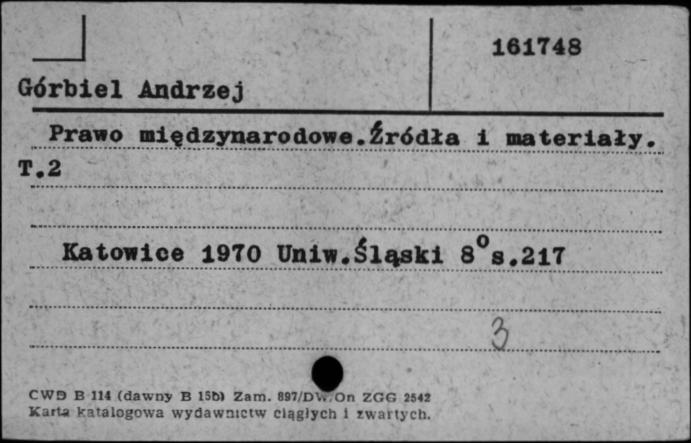 161748
Górbiel Andrzej
Prawo międzynarodowe.Źródła i materiały.
T.2
Katowice 1970 Uniw.Śląski 8° s.217
3
CWD B 114 (dawny B 15b) Zam. 897/DW.On ZGG 2542
Karta katalogowa wydawnictw ciągłych i zwartych.